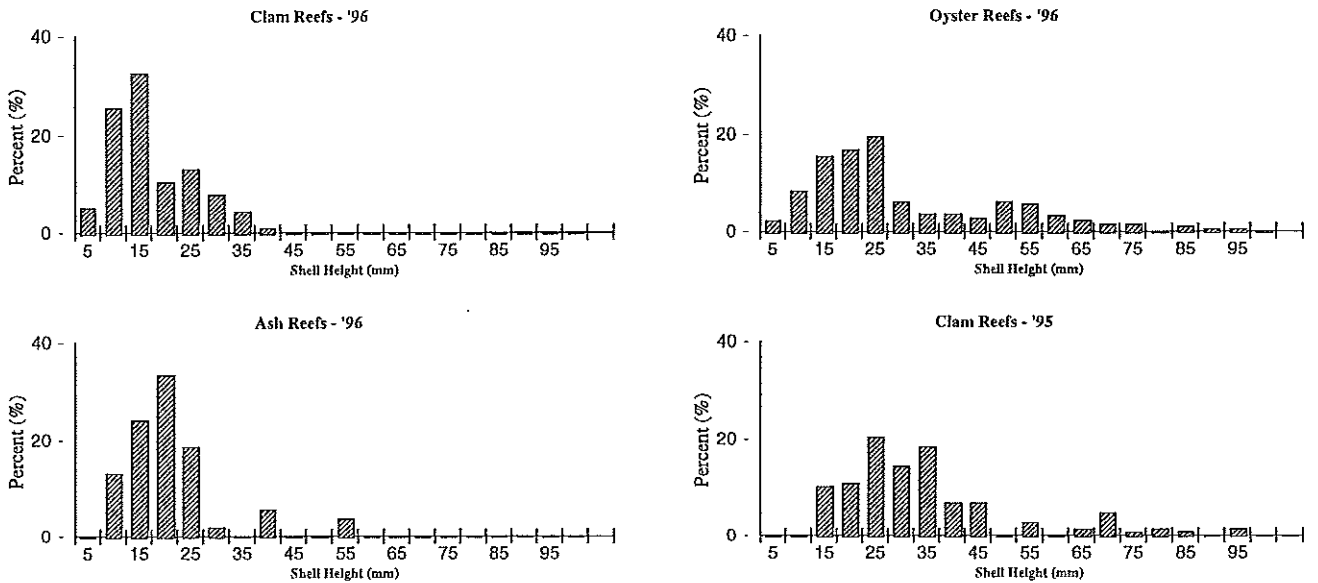 Clam Reefs - '96
40
20
0
Percent (%)
5 15 25 35 45 55 65 75 85 95
Shell Height (mm)
Oyster Reefs - '96
40
20
0
Percent (%)
5 15 25 35 45 55 65 75 85 95
Shell Height (mm)
Ash Reefs - '96
40
20
0
Percent (%)
5 15 25 35 45 55 65 75 85 95
Shell Height (mm)
Clam Reefs - '95
40
20
0
Percent (%)
5 15 25 35 45 55 65 75 85 95
Shell Height (mm)